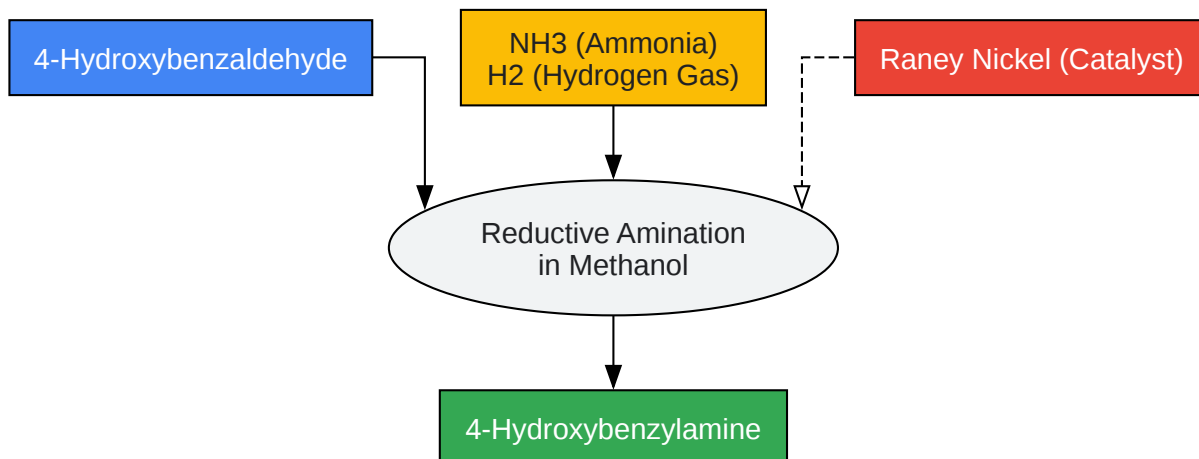 4-Hydroxybenzaldehyde
NH3 (Ammonia)
H2 (Hydrogen Gas)
Raney Nickel (Catalyst)
Reductive Amination
in Methanol
4-Hydroxybenzylamine